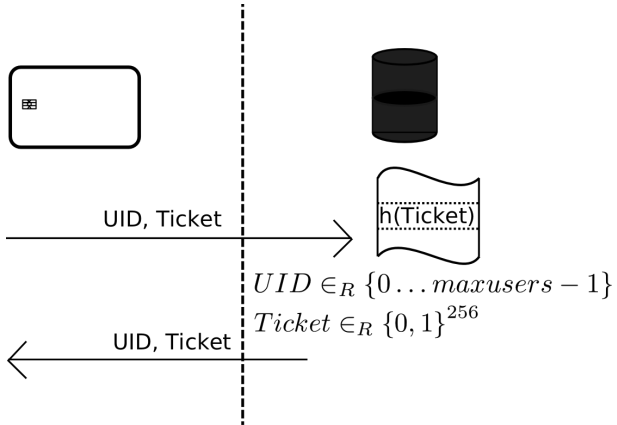 h(Ticket)
UID, Ticket
UID ∈_R {0 … maxusers − 1}
Ticket ∈_R {0, 1}^256
UID, Ticket